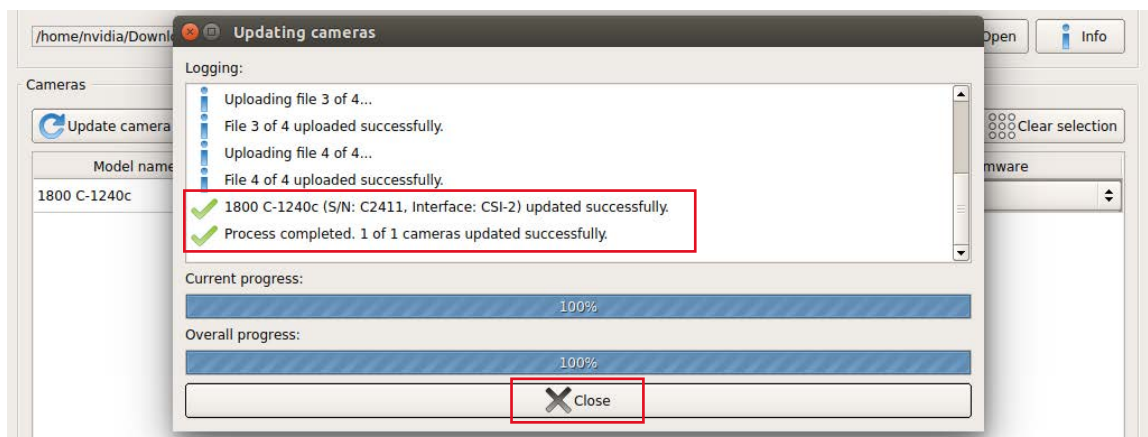 Updating cameras
/home/nvidia/Downl
Open
Info
Logging:
Uploading file 3 of 4...
File 3 of 4 uploaded successfully.
Uploading file 4 of 4...
File 4 of 4 uploaded successfully.
1800 C-1240c (S/N: C2411, Interface: CSI-2) updated successfully.
Process completed. 1 of 1 cameras updated successfully.
Cameras
Update camera
Clear selection
Model name
mware
1800 C-1240c
Current progress:
100%
Overall progress:
100%
Close